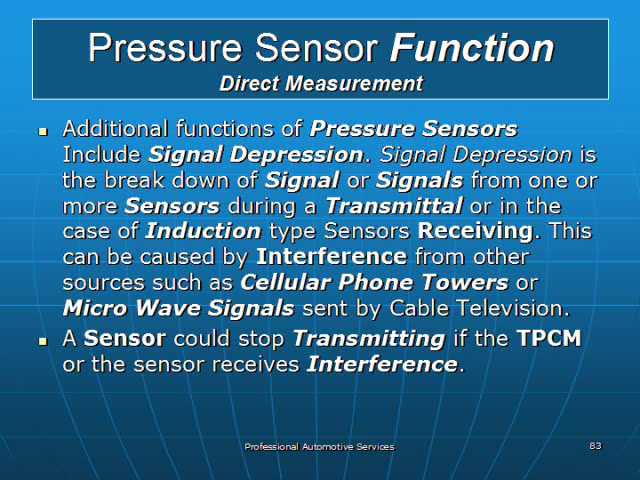 Pressure Sensor Function
Direct Measurement
Additional functions of Pressure Sensors
Include Signal Depression. Signal Depression is
the break down of Signal or Signals from one or
more Sensors during a Transmittal or in the
case of Induction type Sensors Receiving. This
can be caused by Interference from other
sources such as Cellular Phone Towers or
Micro Wave Signals sent by Cable Television.
A Sensor could stop Transmitting if the TPCM
or the sensor receives Interference.
Professional Automotive Services
83